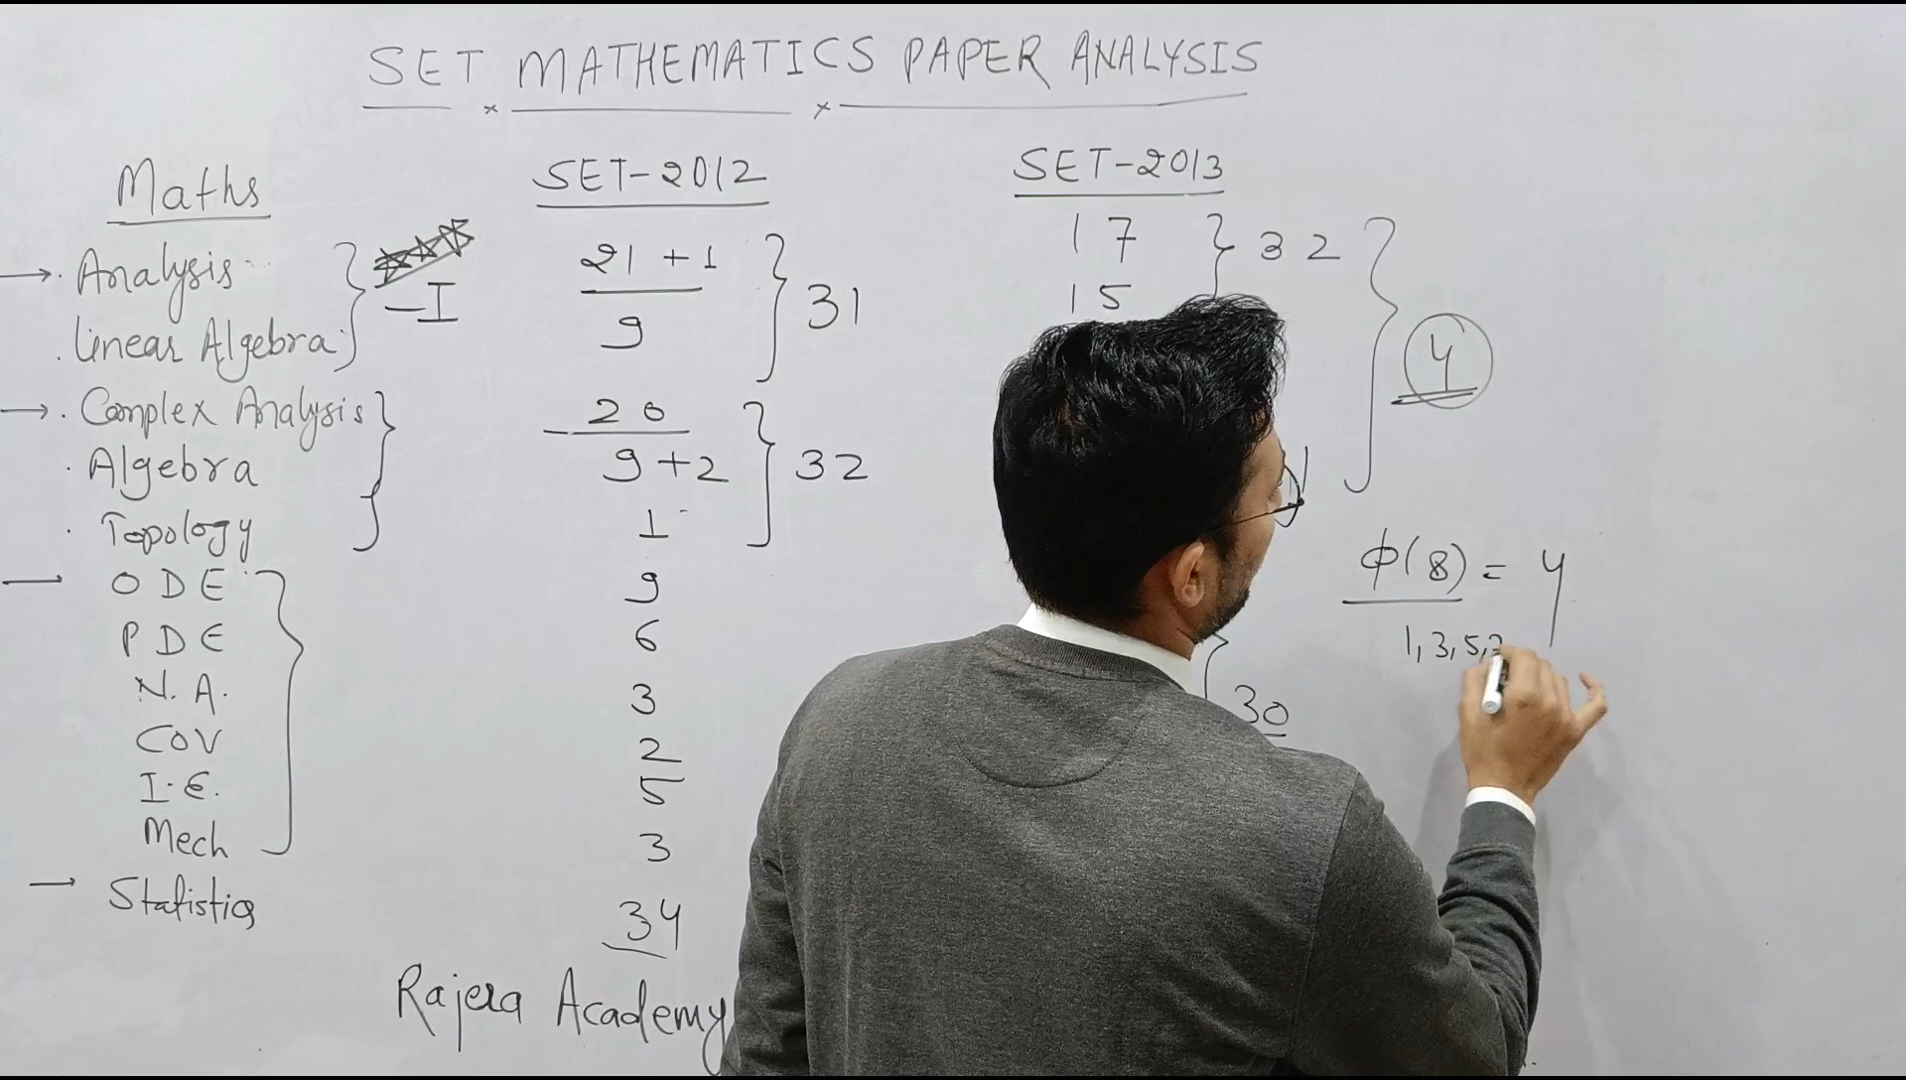 SET MATHEMATICS PAPER ANALYSIS
Maths SET-2012 SET-2013
Analysis 21 + 1 17 32
- I
Linear Algebra 9 31 15 4
Complex Analysis 20
Algebra 9 + 2 32
Topology 1
ODE 9 φ(8) = 4
PDE 6 1, 3, 5,
N.A. 3 30
COV 2
I.E. 5
Mech 3
Statistics 34
Rajera Academy